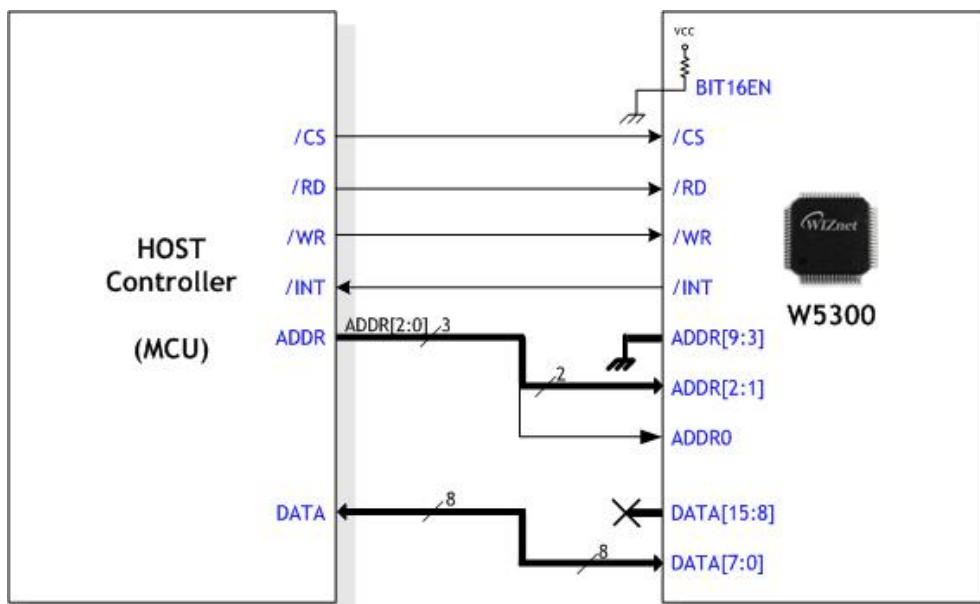 vcc
BIT16EN
/CS
/CS
/RD
/RD
/WR
/WR
HOST
Controller
(MCU)
/INT
/INT
WIZnet
W5300
ADDR
ADDR[2:0]
3
ADDR[9:3]
2
ADDR[2:1]
ADDR0
DATA
8
DATA[15:8]
8
DATA[7:0]